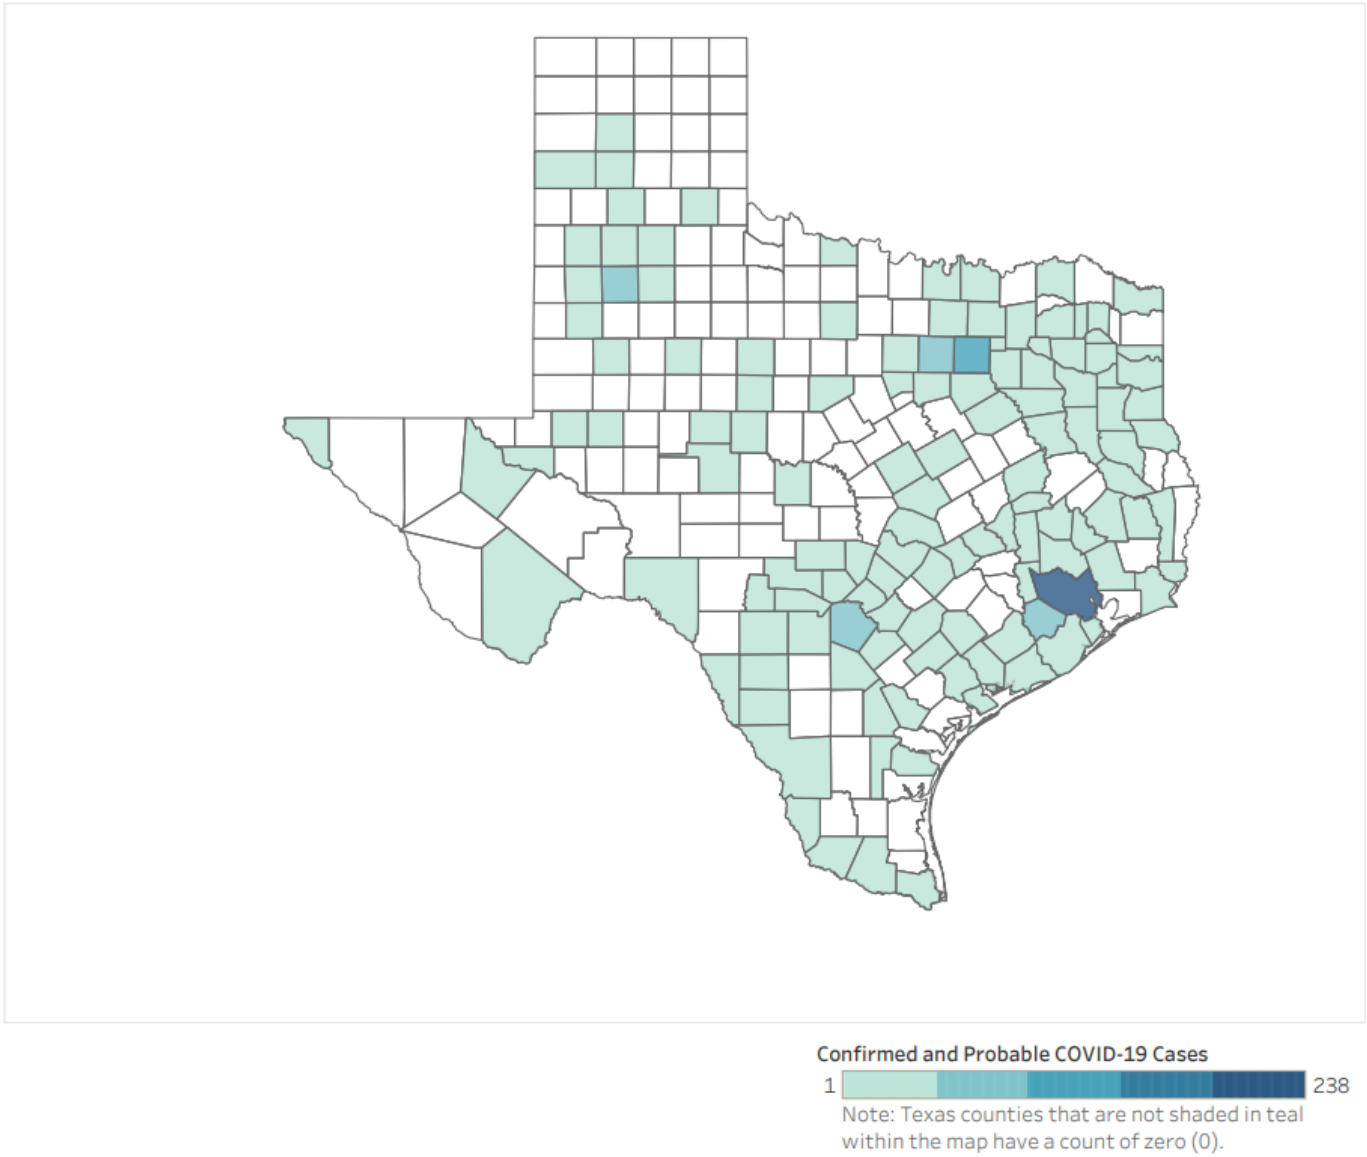 Confirmed and Probable COVID-19 Cases
1 238
Note: Texas counties that are not shaded in teal
within the map have a count of zero (0).